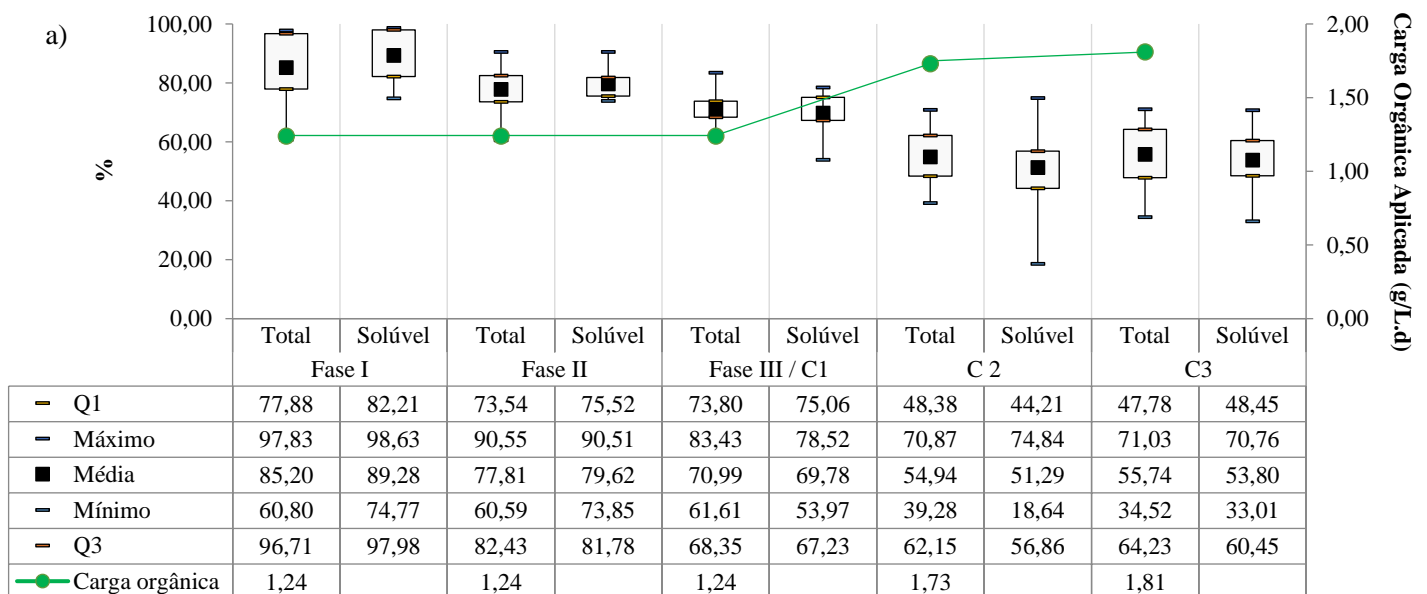 a)
100,00
80,00
60,00
40,00
20,00
0,00
%
2,00
1,50
1,00
0,50
0,00
Carga Orgânica Aplicada (g/L.d)
Total Solúvel Total Solúvel Total Solúvel Total Solúvel Total Solúvel
Fase I Fase II Fase III / C1 C 2 C3
Q1 77,88 82,21 73,54 75,52 73,80 75,06 48,38 44,21 47,78 48,45
Máximo 97,83 98,63 90,55 90,51 83,43 78,52 70,87 74,84 71,03 70,76
Média 85,20 89,28 77,81 79,62 70,99 69,78 54,94 51,29 55,74 53,80
Mínimo 60,80 74,77 60,59 73,85 61,61 53,97 39,28 18,64 34,52 33,01
Q3 96,71 97,98 82,43 81,78 68,35 67,23 62,15 56,86 64,23 60,45
Carga orgânica 1,24 1,24 1,24 1,73 1,81